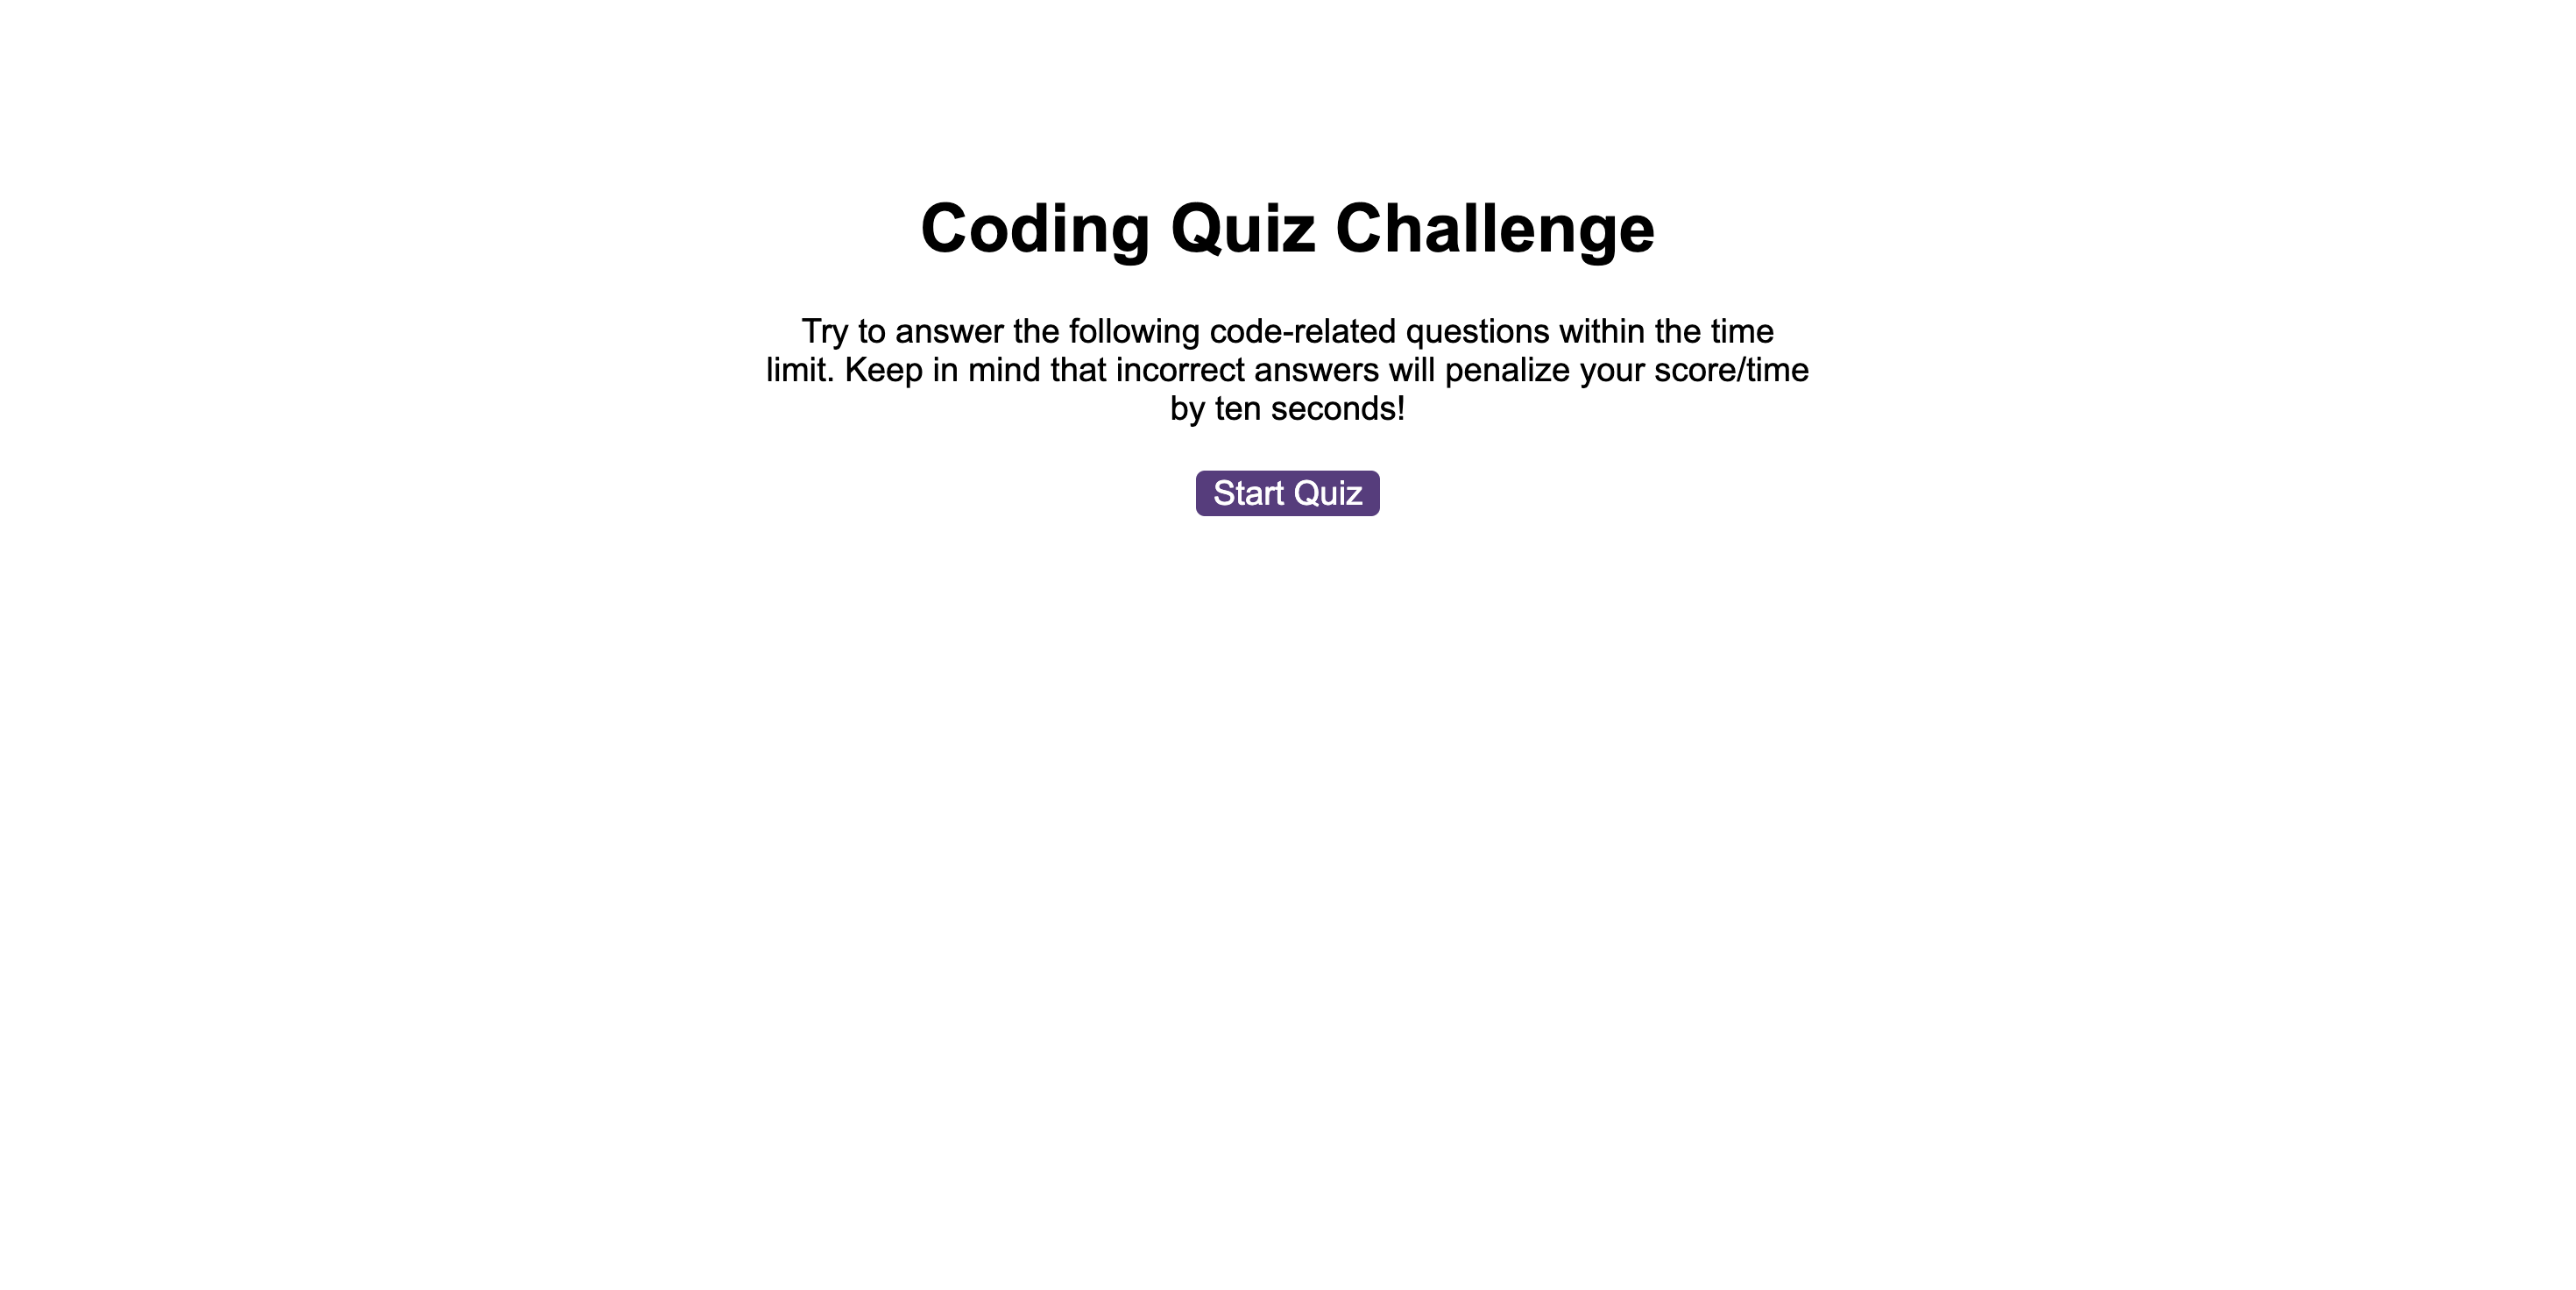 Coding Quiz Challenge
Try to answer the following code-related questions within the time
limit. Keep in mind that incorrect answers will penalize your score/time
by ten seconds!
Start Quiz